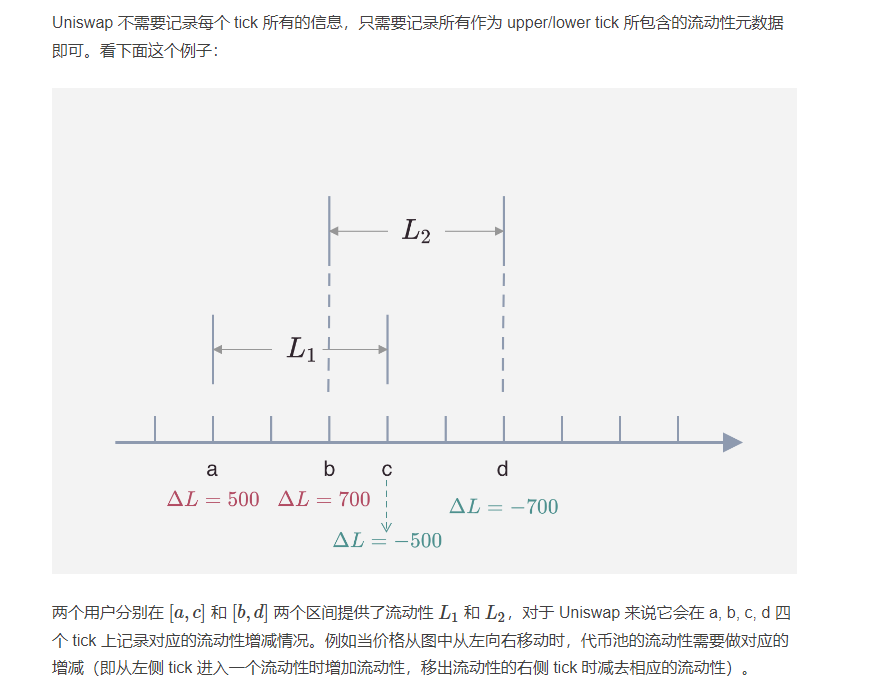 Uniswap 不需要记录每个 tick 所有的信息，只需要记录所有作为 upper/lower tick 所包含的流动性元数据
即可。看下面这个例子：
L₂
L₁
a b c d
ΔL = 500 ΔL = 700 ΔL = −700
ΔL = −500
两个用户分别在 [a, c] 和 [b, d] 两个区间提供了流动性 L₁ 和 L₂，对于 Uniswap 来说它会在 a, b, c, d 四
个 tick 上记录对应的流动性增减情况。例如当价格从图中从左向右移动时，代币池的流动性需要做对应的
增减（即从左侧 tick 进入一个流动性时增加流动性，移出流动性的右侧 tick 时减去相应的流动性）。